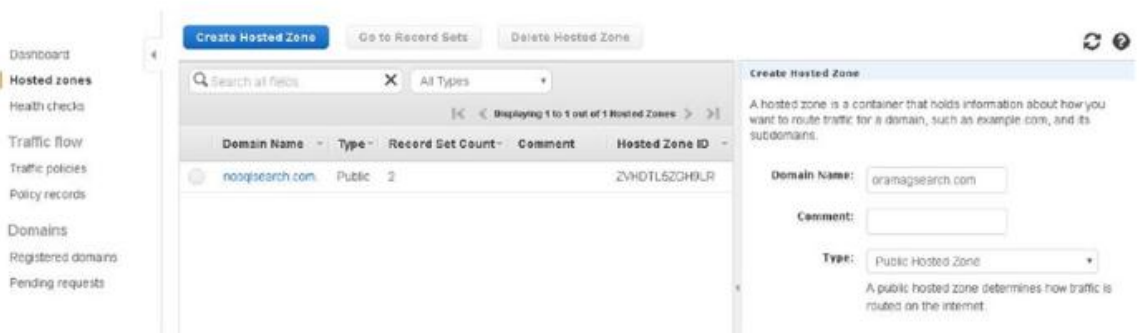 Create Hosted Zone
Go to Record Sets
Delete Hosted Zone
Dashboard
Hosted zones
Health checks
Traffic flow
Traffic policies
Policy records
Domains
Registered domains
Pending requests
Search all fields
All Types
Displaying 1 to 1 out of 1 Hosted Zones
Domain Name Type Record Set Count Comment Hosted Zone ID
nosqlsearch.com. Public 2
Create Hosted Zone
A hosted zone is a container that holds information about how you
want to route traffic for a domain, such as example.com, and its
subdomains.
Domain Name: oramagsearch.com
Comment:
Type: Public Hosted Zone
A public hosted zone determines how traffic is
routed on the internet.